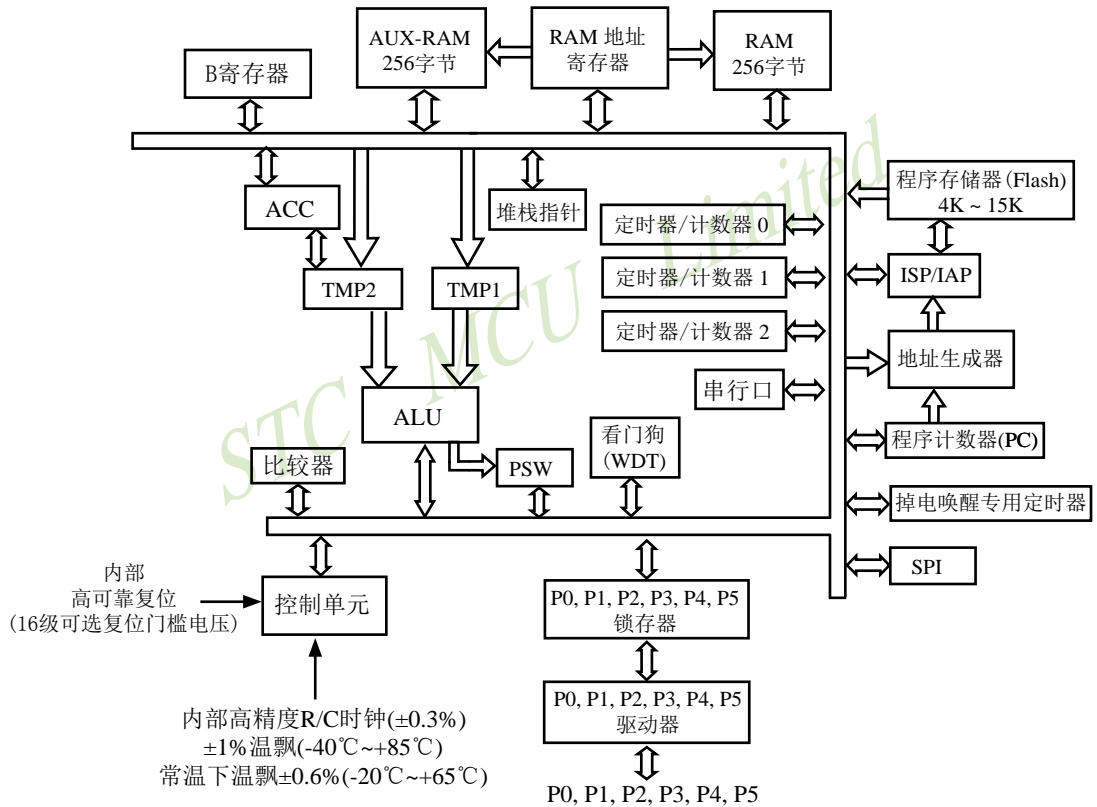 AUX-RAM
256字节
RAM 地址
寄存器
RAM
256字节
B寄存器
ACC
堆栈指针
TMP2
TMP1
定时器/计数器 0
定时器/计数器 1
定时器/计数器 2
串行口
程序存储器(Flash)
4K ~ 15K
ISP/IAP
地址生成器
程序计数器(PC)
掉电唤醒专用定时器
SPI
ALU
比较器
PSW
看门狗
(WDT)
内部
高可靠复位
(16级可选复位门槛电压)
控制单元
P0, P1, P2, P3, P4, P5
锁存器
P0, P1, P2, P3, P4, P5
驱动器
P0, P1, P2, P3, P4, P5
内部高精度R/C时钟(±0.3%)
±1%温飘(-40℃~+85℃)
常温下温飘±0.6%(-20℃~+65℃)
STC MCU Limited